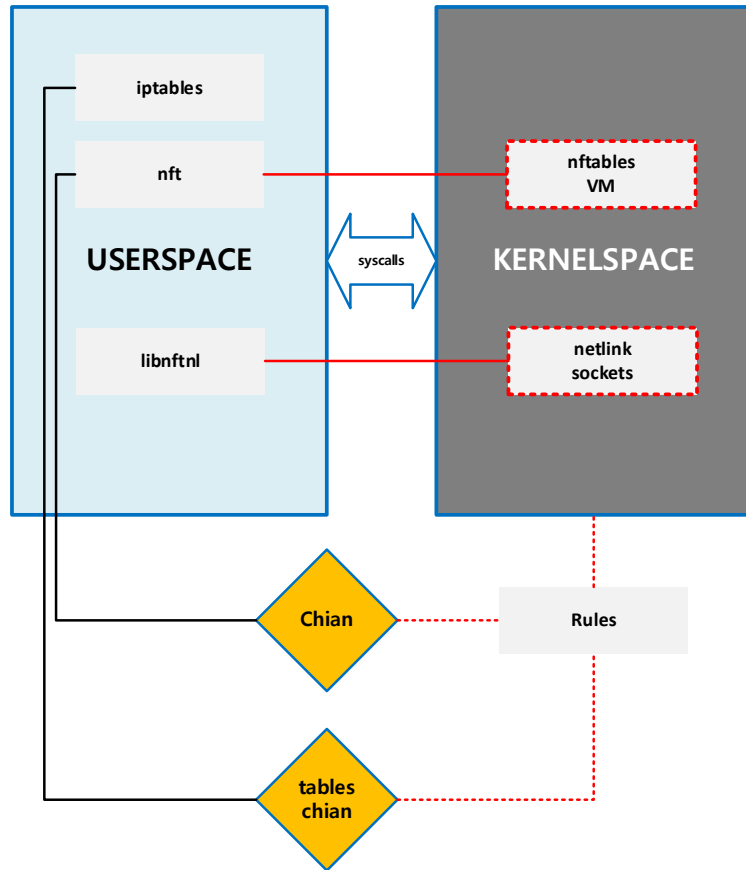 iptables
nft
nftables
VM
USERSPACE
syscalls
KERNELSPACE
libnftnl
netlink
sockets
Chian
Rules
tables
chian